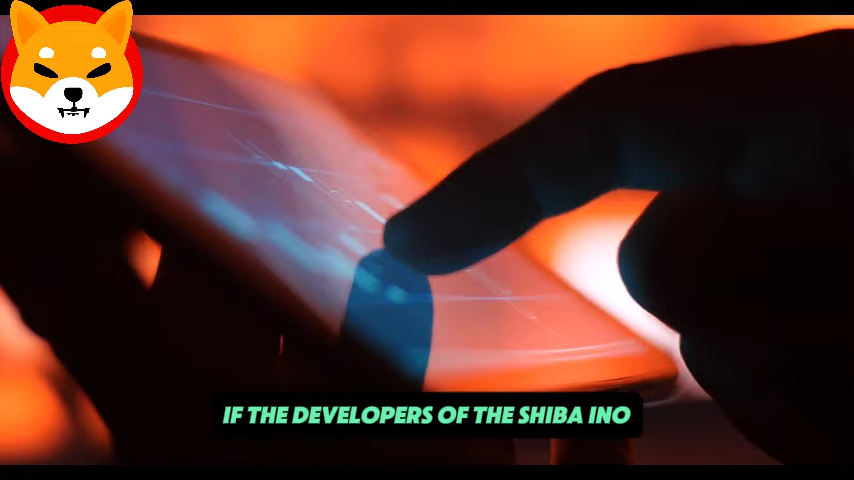 IF THE DEVELOPERS OF THE SHIBA INO